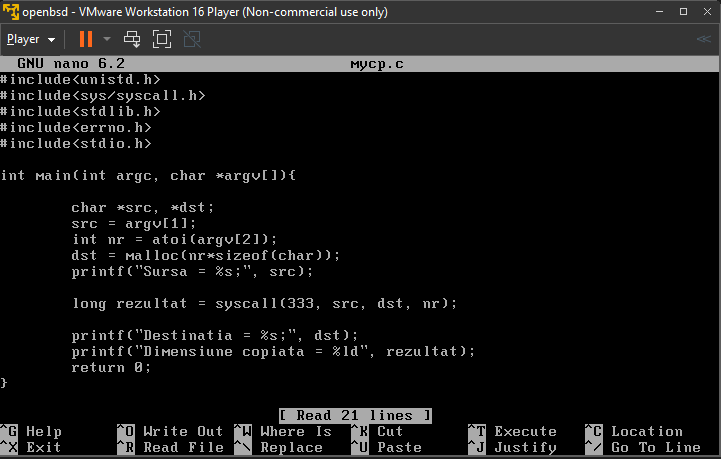 openbsd - VMware Workstation 16 Player (Non-commercial use only)
Player
GNU nano 6.2 mycp.c
#include<unistd.h>
#include<sys/syscall.h>
#include<stdlib.h>
#include<errno.h>
#include<stdio.h>
int main(int argc, char *argv[]){
char *src, *dst;
src = argv[1];
int nr = atoi(argv[2]);
dst = malloc(nr*sizeof(char));
printf("Sursa = %s;", src);
long rezultat = syscall(333, src, dst, nr);
printf("Destinatia = %s;", dst);
printf("Dimensiune copiata = %ld", rezultat);
return 0;
}
[ Read 21 lines ]
^G Help ^O Write Out ^W Where Is ^K Cut ^T Execute ^C Location
^X Exit ^R Read File ^\ Replace ^U Paste ^J Justify ^/ Go To Line